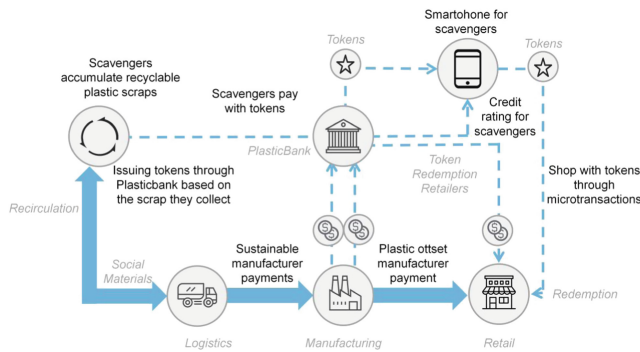 Smartohone for
scavengers
Tokens
Tokens
Scavengers
accumulate recyclable
plastic scraps
Scavengers pay
with tokens
Credit
rating for
scavengers
PlasticBank
Issuing tokens through
Plasticbank based on
the scrap they collect
Token
Redemption
Retailers
Shop with tokens
through
microtransactions
Recirculation
Social
Materials
Sustainable
manufacturer
payments
Plastic ottset
manufacturer
payment
Redemption
Logistics
Manufacturing
Retail